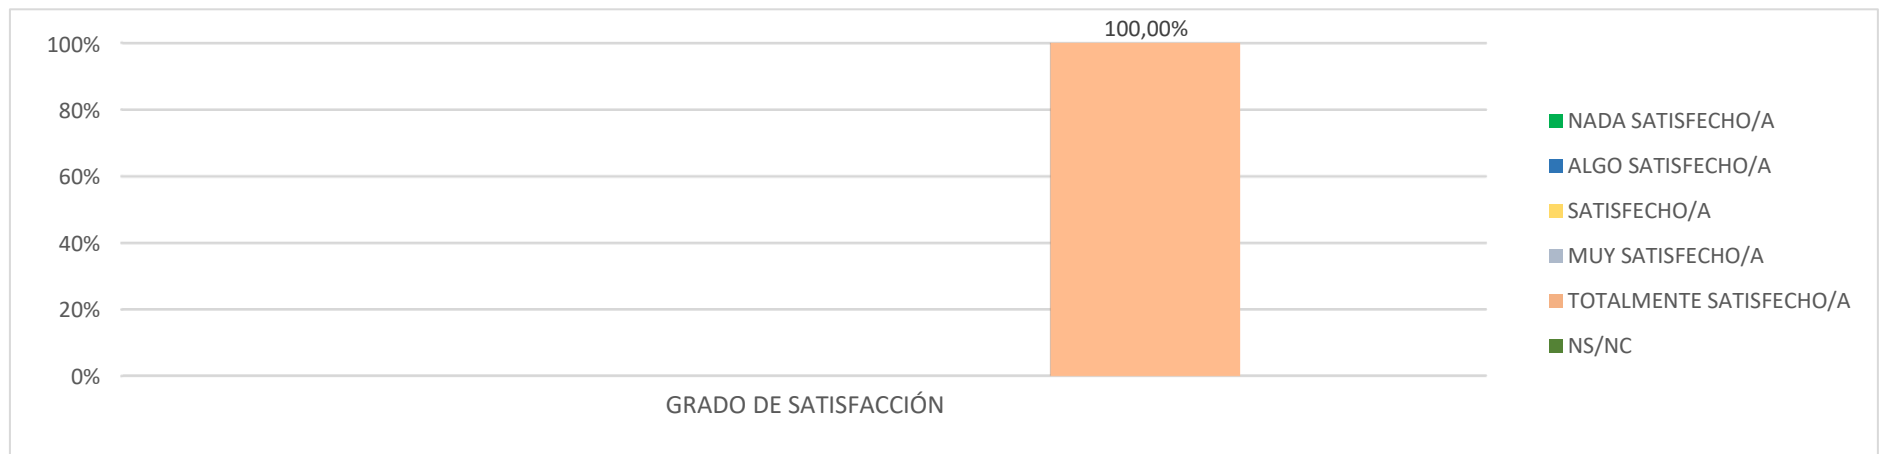 100,00%
100%
80%
60%
40%
20%
0%
GRADO DE SATISFACCIÓN
NADA SATISFECHO/A
ALGO SATISFECHO/A
SATISFECHO/A
MUY SATISFECHO/A
TOTALMENTE SATISFECHO/A
NS/NC